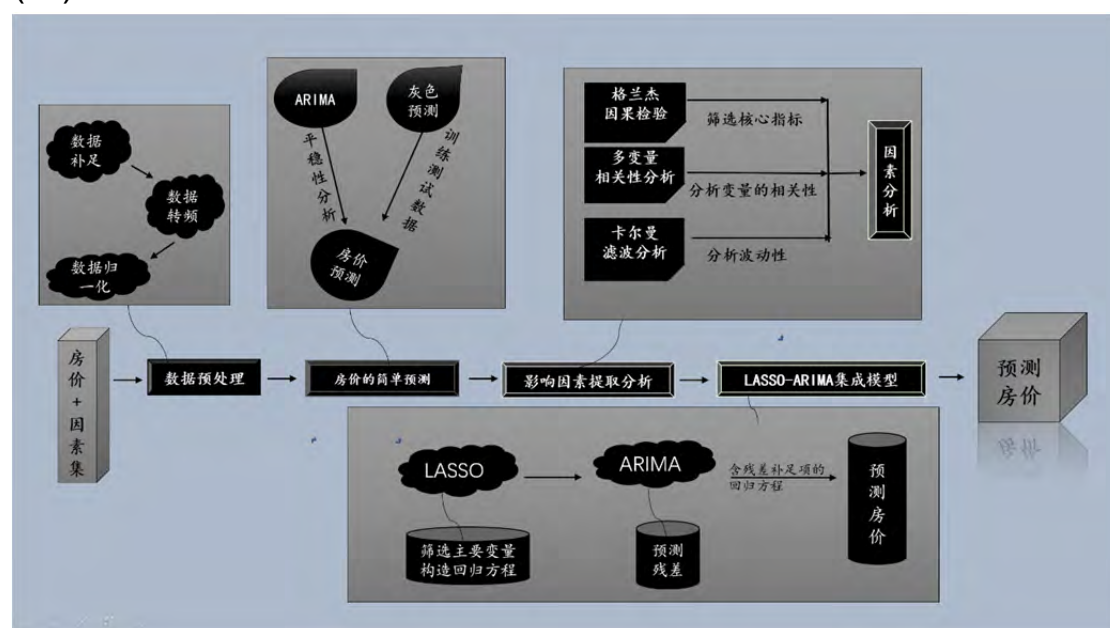 ARIMA
灰色
预测
平稳性分析
训练测试数据
房价
预测
数据
补足
数据
转频
数据归
一化
格兰杰
因果检验
筛选核心指标
多变量
相关性分析
分析变量的相关性
卡尔曼
滤波分析
分析波动性
因素分析
房价+因素集
数据预处理
房价的简单预测
影响因素提取分析
LASSO-ARIMA集成模型
预测
房价
LASSO
ARIMA
含残差补足项的
回归方程
预测房价
筛选主要变量
构造回归方程
预测
残差